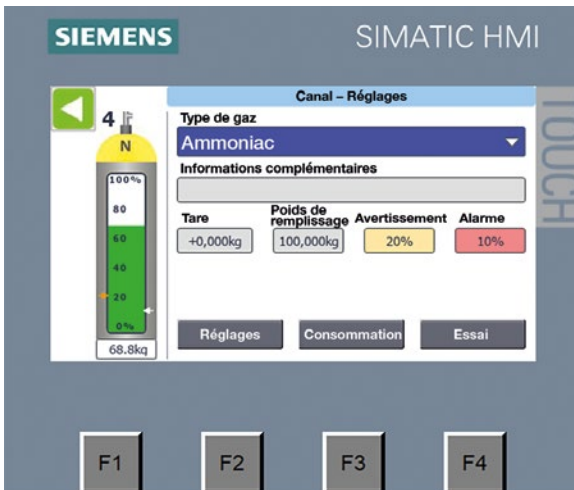 SIEMENS
SIMATIC HMI
TOUCH
Canal – Réglages
4
N
100%
80
60
40
20
0%
68.8kg
Type de gaz
Ammoniac
Informations complémentaires
Tare
Poids de remplissage
Avertissement
Alarme
+0,000kg
100,000kg
20%
10%
Réglages
Consommation
Essai
F1
F2
F3
F4